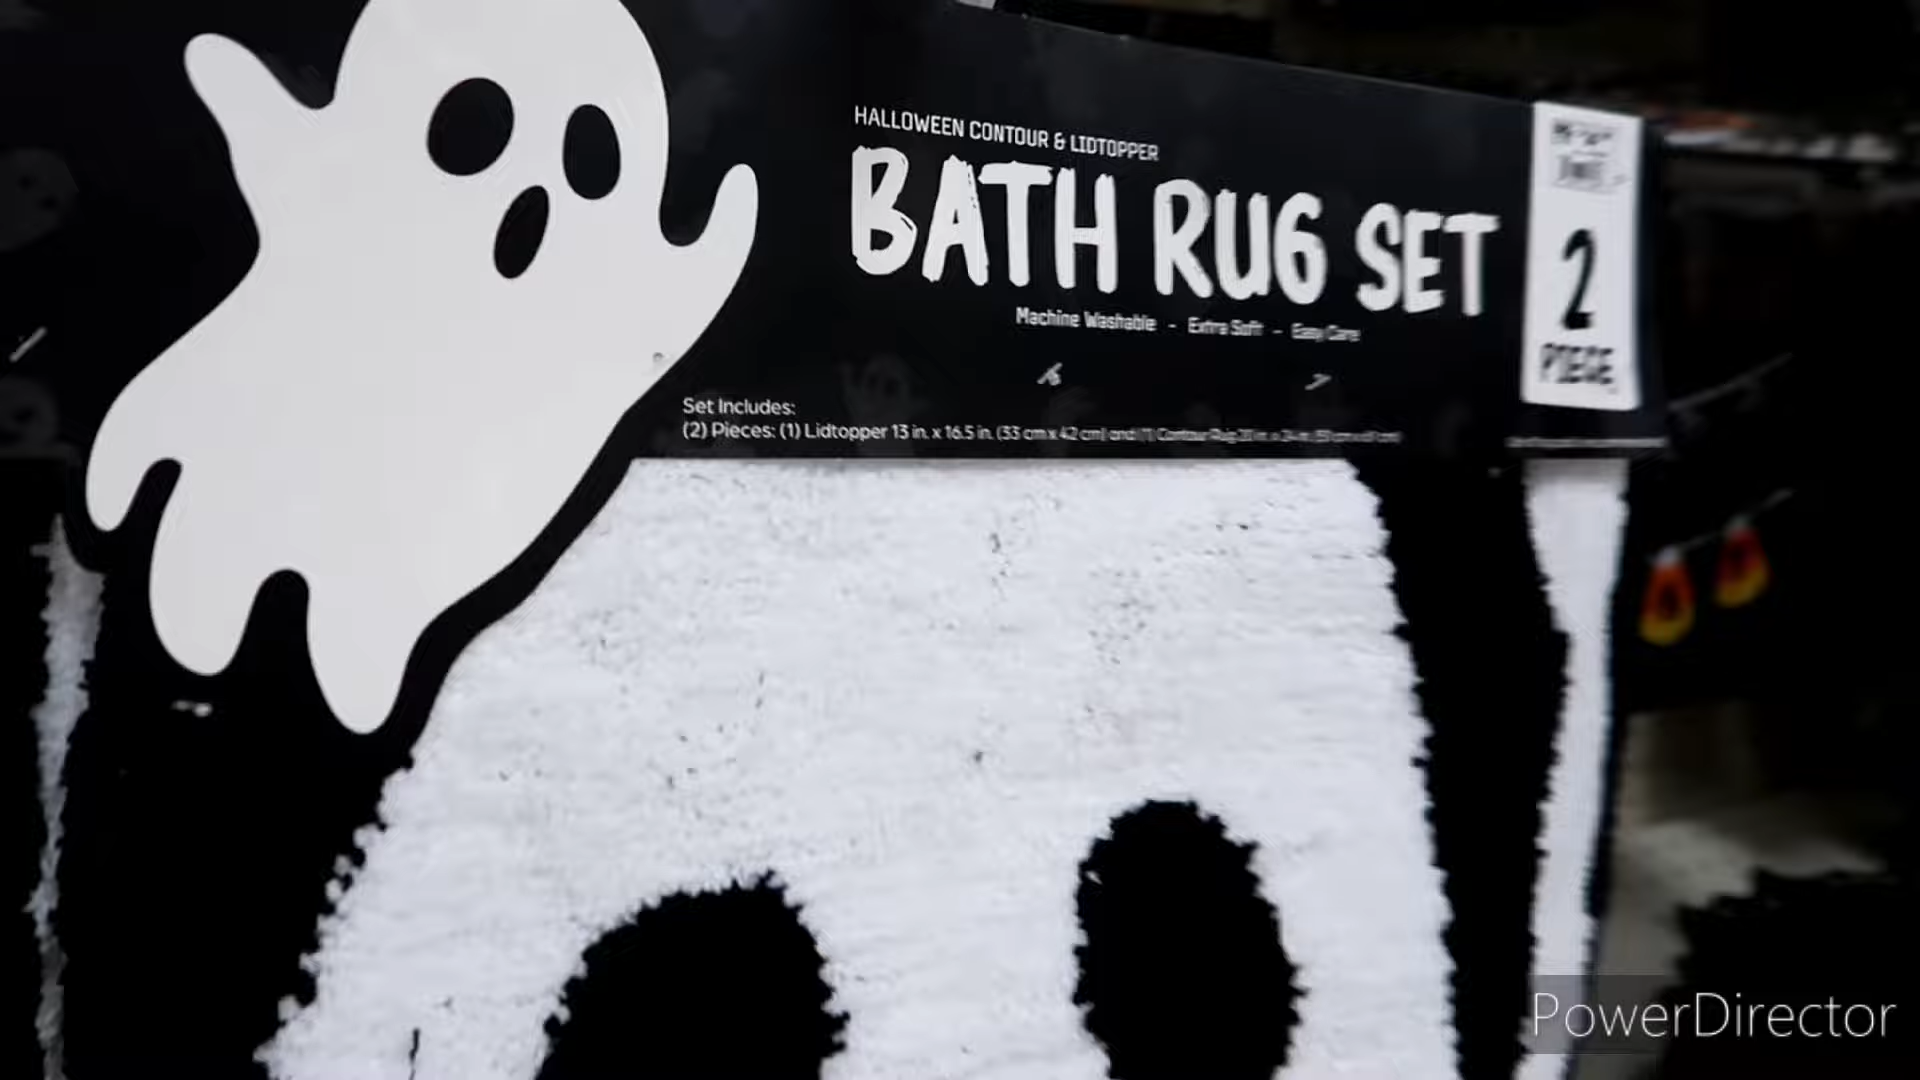 HALLOWEEN CONTOUR & LIDTOPPER
BATH RUG SET
Machine Washable - Extra Soft - Easy Care
Set Includes:
(2) Pieces: (1) Lidtopper 13 in. x 16.5 in. (33 cm x 42 cm) and (1) Contour Rug
2
PIECE
PowerDirector